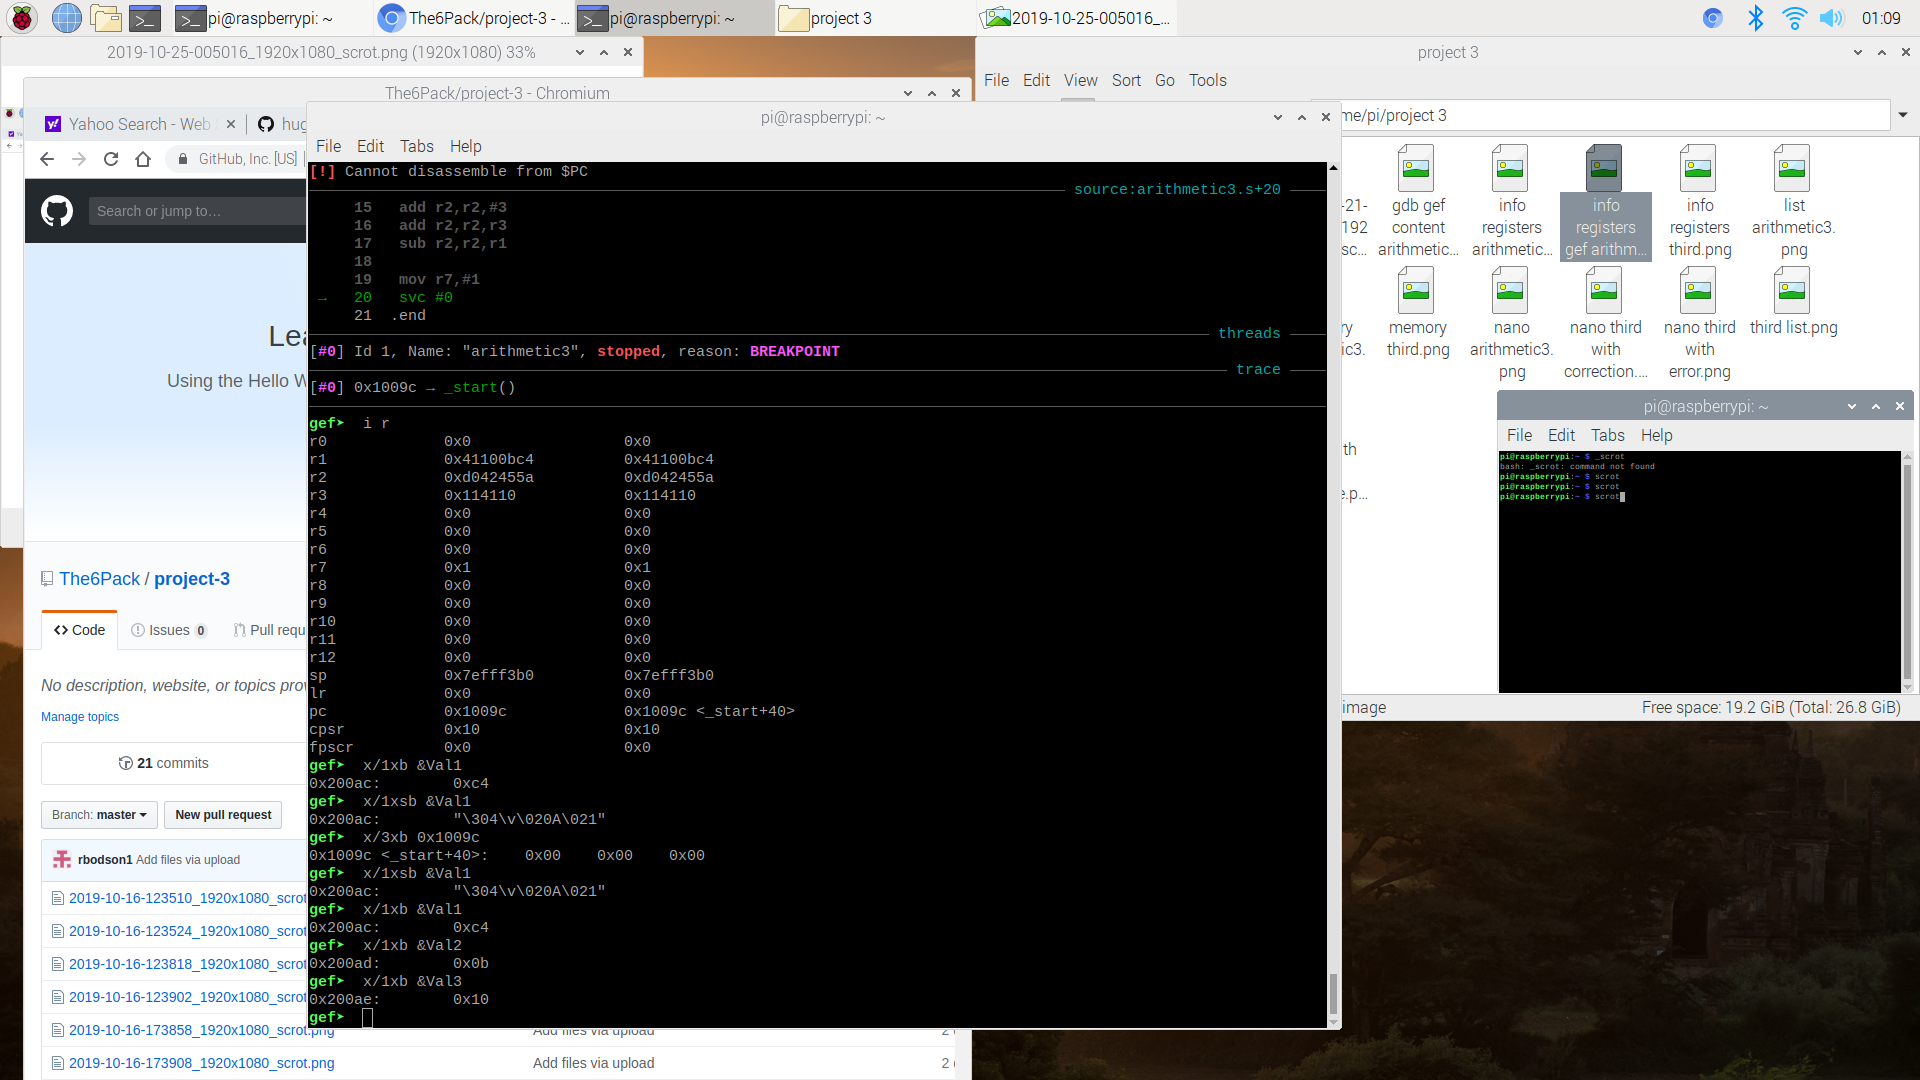 pi@raspberrypi: ~
The6Pack/project-3 - ...
pi@raspberrypi: ~
project 3
2019-10-25-005016_...
01:09
2019-10-25-005016_1920x1080_scrot.png (1920x1080) 33%
The6Pack/project-3 - Chromium
Yahoo Search - Web
hug
GitHub, Inc. [US]
Search or jump to…
Lea
Using the Hello W
The6Pack / project-3
Code
Issues 0
Pull requ
No description, website, or topics prov
Manage topics
21 commits
Branch: master
New pull request
rbodson1 Add files via upload
2019-10-16-123510_1920x1080_scrot
2019-10-16-123524_1920x1080_scrot
2019-10-16-123818_1920x1080_scrot
2019-10-16-123902_1920x1080_scrot
2019-10-16-173858_1920x1080_scrot.png Add files via upload 2
2019-10-16-173908_1920x1080_scrot.png Add files via upload 2
pi@raspberrypi: ~
File Edit Tabs Help
[!] Cannot disassemble from $PC
source:arithmetic3.s+20
15 add r2,r2,#3
16 add r2,r2,r3
17 sub r2,r2,r1
18
19 mov r7,#1
→ 20 svc #0
21 .end
threads
[#0] Id 1, Name: "arithmetic3", stopped, reason: BREAKPOINT
trace
[#0] 0x1009c → _start()
gef➤ i r
r0 0x0 0x0
r1 0x41100bc4 0x41100bc4
r2 0xd042455a 0xd042455a
r3 0x114110 0x114110
r4 0x0 0x0
r5 0x0 0x0
r6 0x0 0x0
r7 0x1 0x1
r8 0x0 0x0
r9 0x0 0x0
r10 0x0 0x0
r11 0x0 0x0
r12 0x0 0x0
sp 0x7efff3b0 0x7efff3b0
lr 0x0 0x0
pc 0x1009c 0x1009c <_start+40>
cpsr 0x10 0x10
fpscr 0x0 0x0
gef➤ x/1xb &Val1
0x200ac: 0xc4
gef➤ x/1xsb &Val1
0x200ac: "\304\v\020A\021"
gef➤ x/3xb 0x1009c
0x1009c <_start+40>: 0x00 0x00 0x00
gef➤ x/1xsb &Val1
0x200ac: "\304\v\020A\021"
gef➤ x/1xb &Val1
0x200ac: 0xc4
gef➤ x/1xb &Val2
0x200ad: 0x0b
gef➤ x/1xb &Val3
0x200ae: 0x10
gef➤
project 3
File Edit View Sort Go Tools
me/pi/project 3
-21-
192
sc...
gdb gef
content
arithmetic...
info
registers
arithmetic...
info
registers
gef arithm...
info
registers
third.png
list
arithmetic3.
png
ry
ic3.
memory
third.png
nano
arithmetic3.
png
nano third
with
correction....
nano third
with
error.png
third list.png
th
e.p...
image
Free space: 19.2 GiB (Total: 26.8 GiB)
pi@raspberrypi: ~
File Edit Tabs Help
pi@raspberrypi:~ $ _scrot
bash: _scrot: command not found
pi@raspberrypi:~ $ scrot
pi@raspberrypi:~ $ scrot
pi@raspberrypi:~ $ scrot